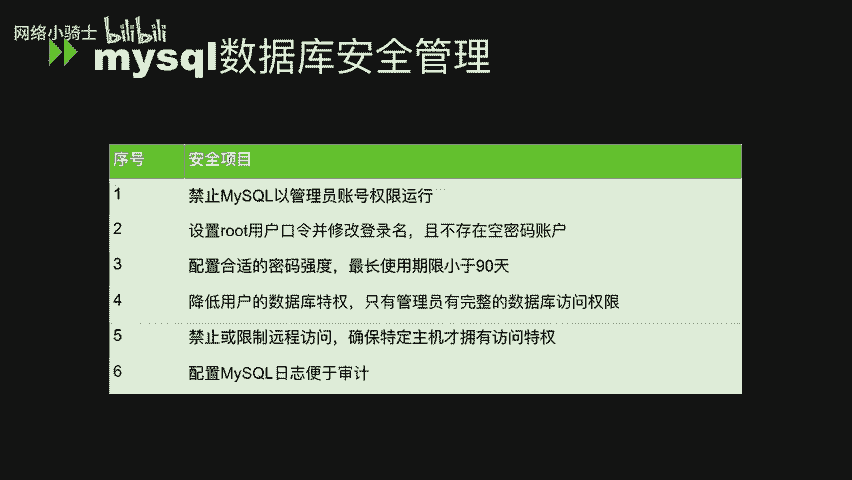 网络小骑士 bilibili
mysql数据库安全管理
序号 安全项目
1 禁止MySQL以管理员账号权限运行
2 设置root用户口令并修改登录名，且不存在空密码账户
3 配置合适的密码强度，最长使用期限小于90天
4 降低用户的数据库特权，只有管理员有完整的数据库访问权限
5 禁止或限制远程访问，确保特定主机才拥有访问特权
6 配置MySQL日志便于审计